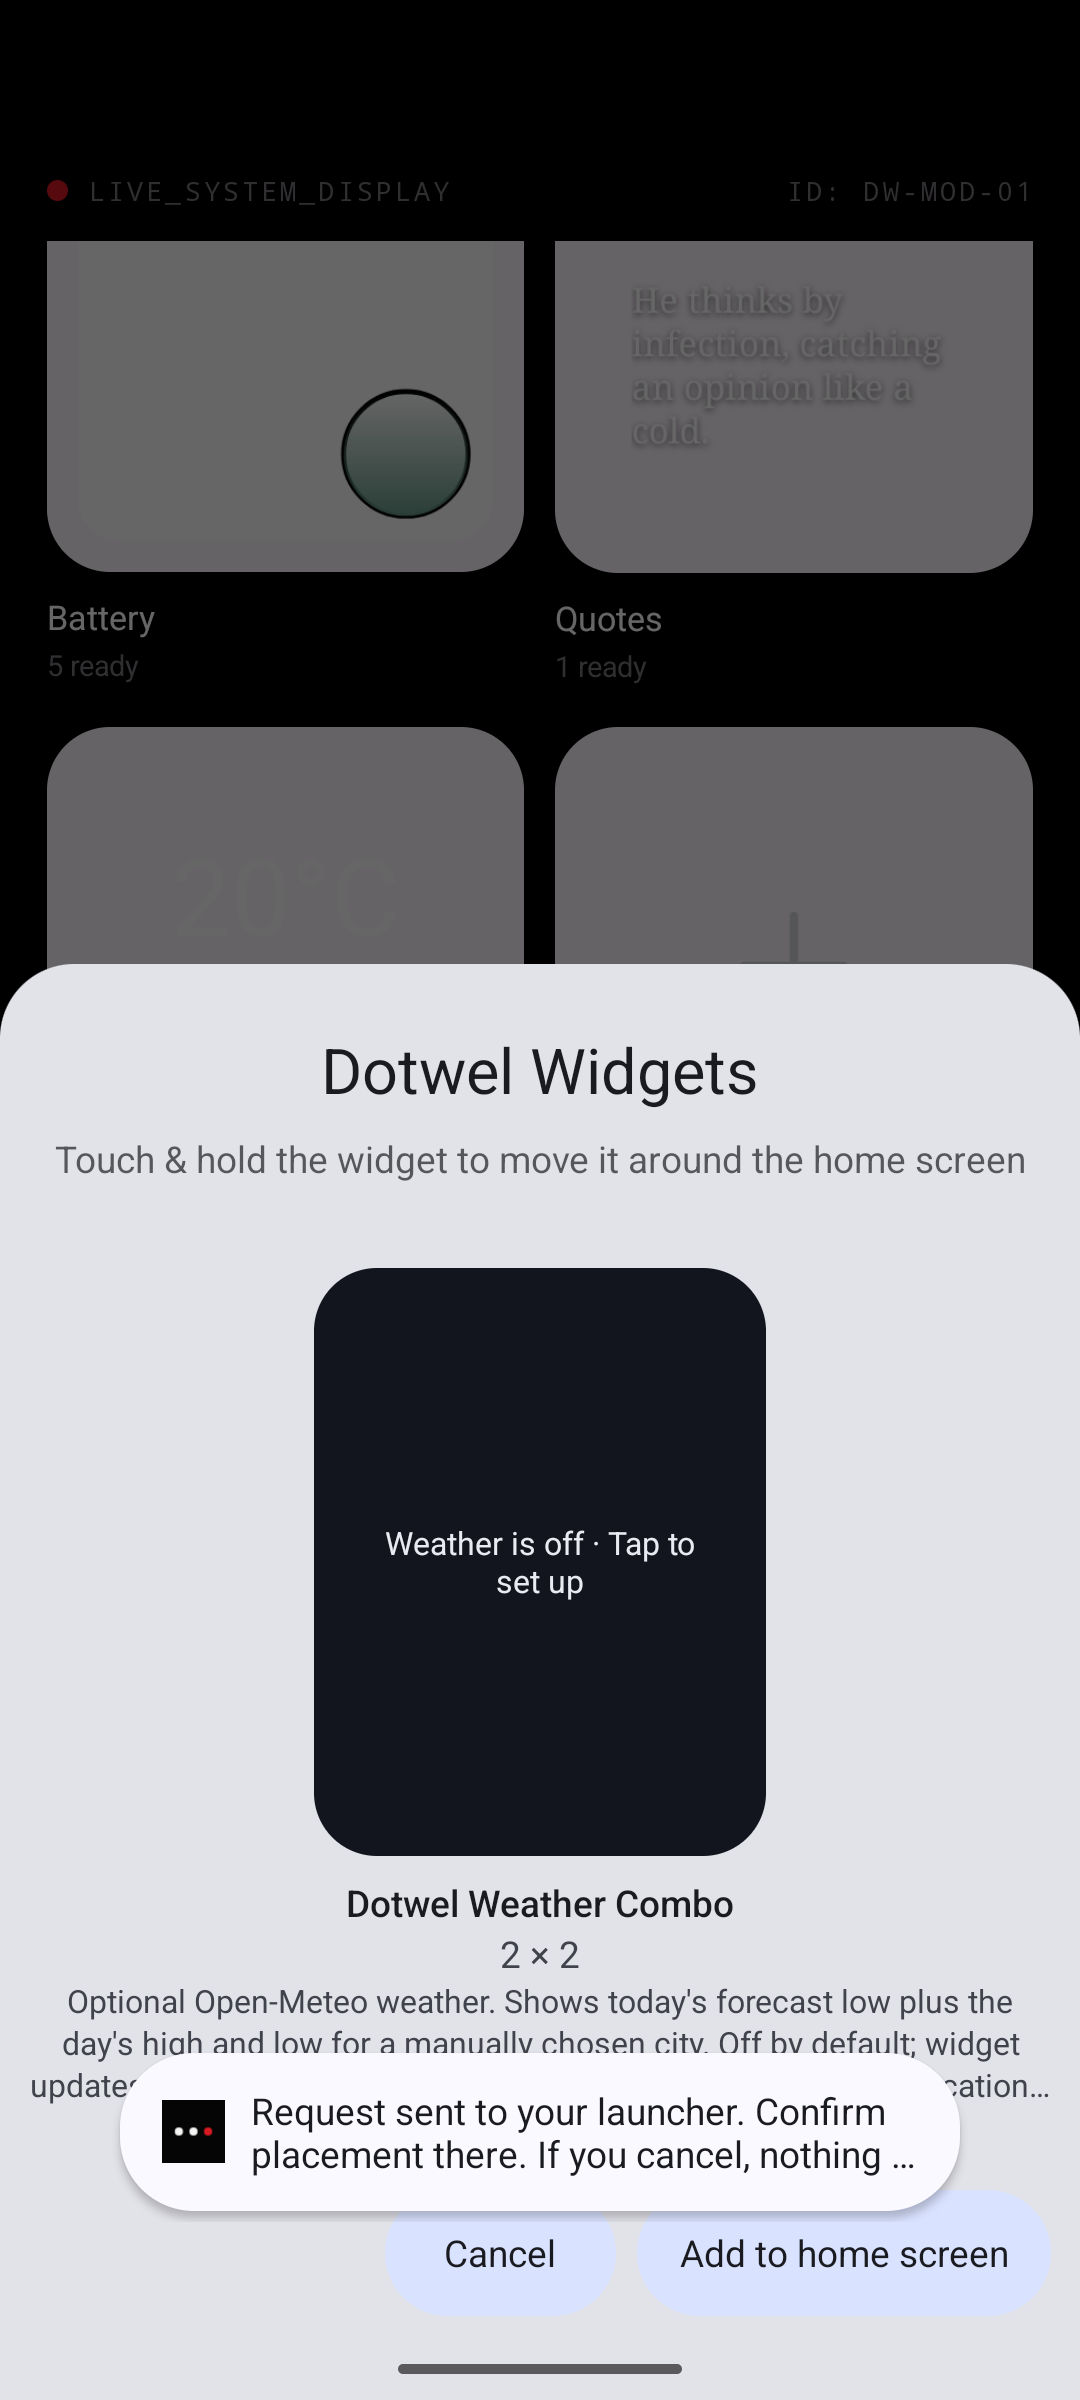 LIVE_SYSTEM_DISPLAY
ID: DW-MOD-01
He thinks by
infection, catching
an opinion like a
cold.
Battery
5 ready
Quotes
1 ready
20°C
Dotwel Widgets
Touch & hold the widget to move it around the home screen
Weather is off · Tap to
set up
Dotwel Weather Combo
2 × 2
Optional Open-Meteo weather. Shows today's forecast low plus the
day's high and low for a manually chosen city. Off by default; widget
Request sent to your launcher. Confirm
placement there. If you cancel, nothing …
Cancel
Add to home screen